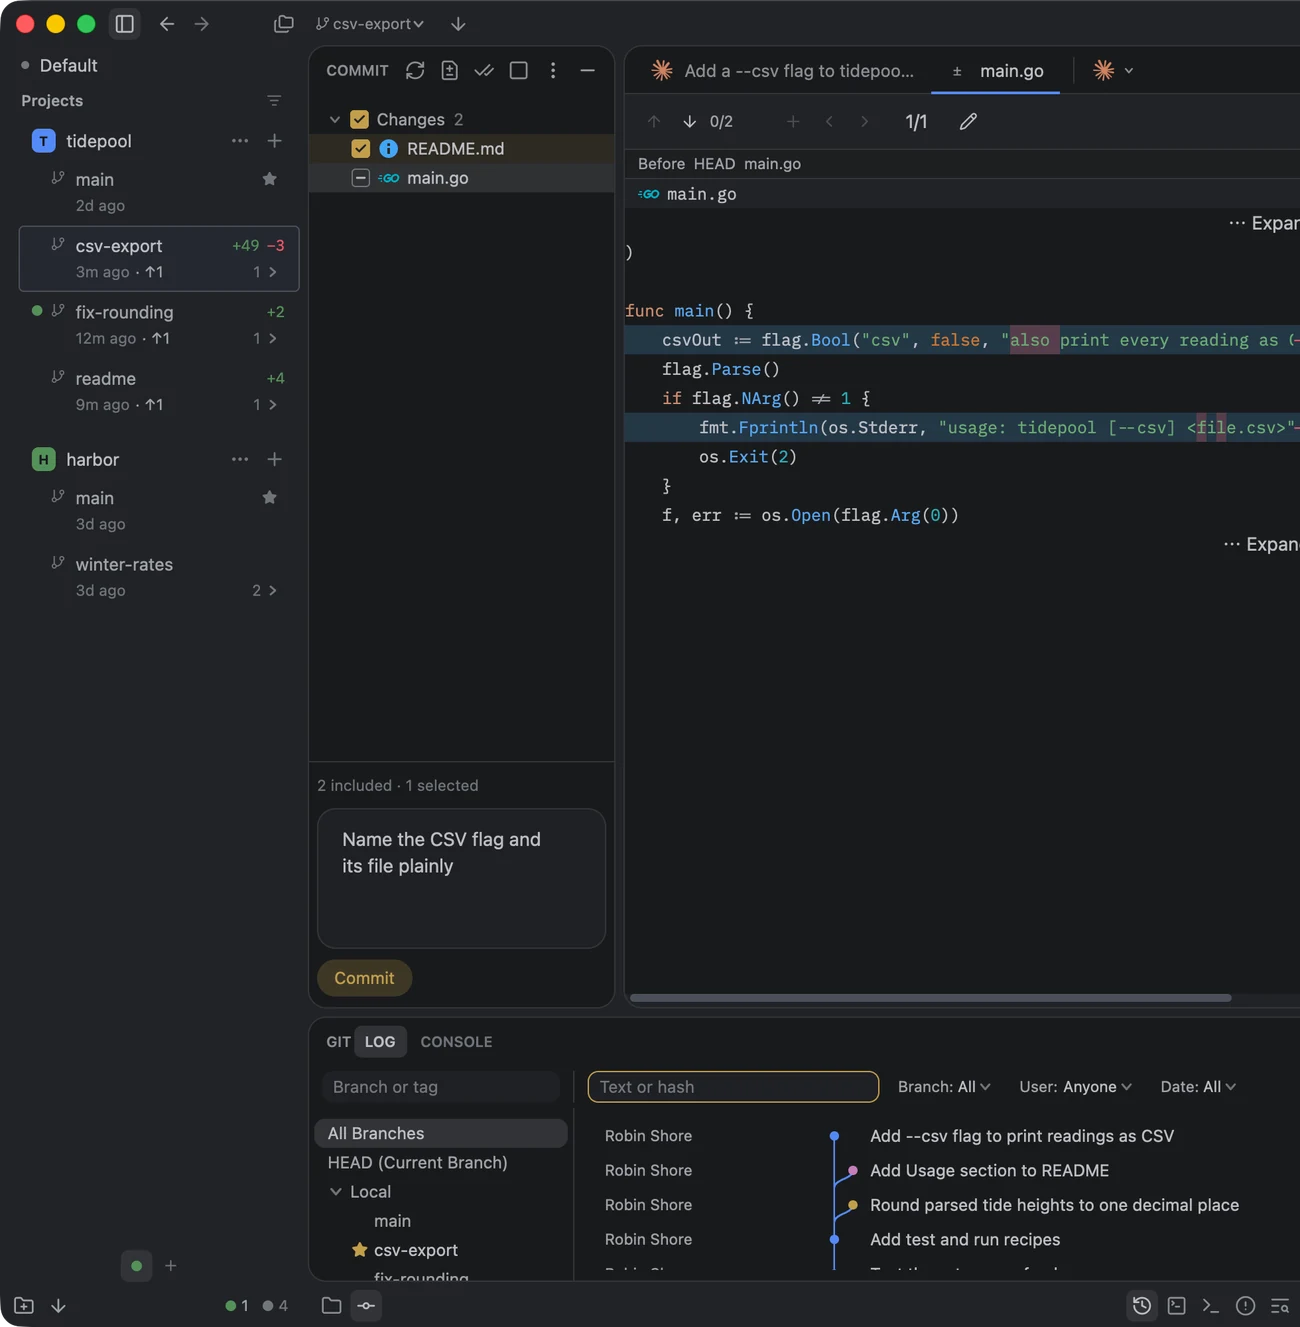 csv-export
Default
Projects
T tidepool
main
2d ago
csv-export +49 −3
3m ago · ↑1 1
fix-rounding +2
12m ago · ↑1 1
readme +4
9m ago · ↑1 1
H harbor
main
3d ago
winter-rates
3d ago 2
1 4
COMMIT
Changes 2
README.md
GO main.go
2 included · 1 selected
Name the CSV flag and
its file plainly
Commit
Add a --csv flag to tidepoo...
± main.go
0/2 1/1
Before HEAD main.go
GO main.go
··· Expan
)
func main() {
csvOut := flag.Bool("csv", false, "also print every reading as
flag.Parse()
if flag.NArg() ≠ 1 {
fmt.Fprintln(os.Stderr, "usage: tidepool [--csv] <file.csv>"
os.Exit(2)
}
f, err := os.Open(flag.Arg(0))
··· Expan
GIT LOG CONSOLE
Branch or tag
All Branches
HEAD (Current Branch)
Local
main
csv-export
fix-rounding
Text or hash Branch: All User: Anyone Date: All
Robin Shore Add --csv flag to print readings as CSV
Robin Shore Add Usage section to README
Robin Shore Round parsed tide heights to one decimal place
Robin Shore Add test and run recipes